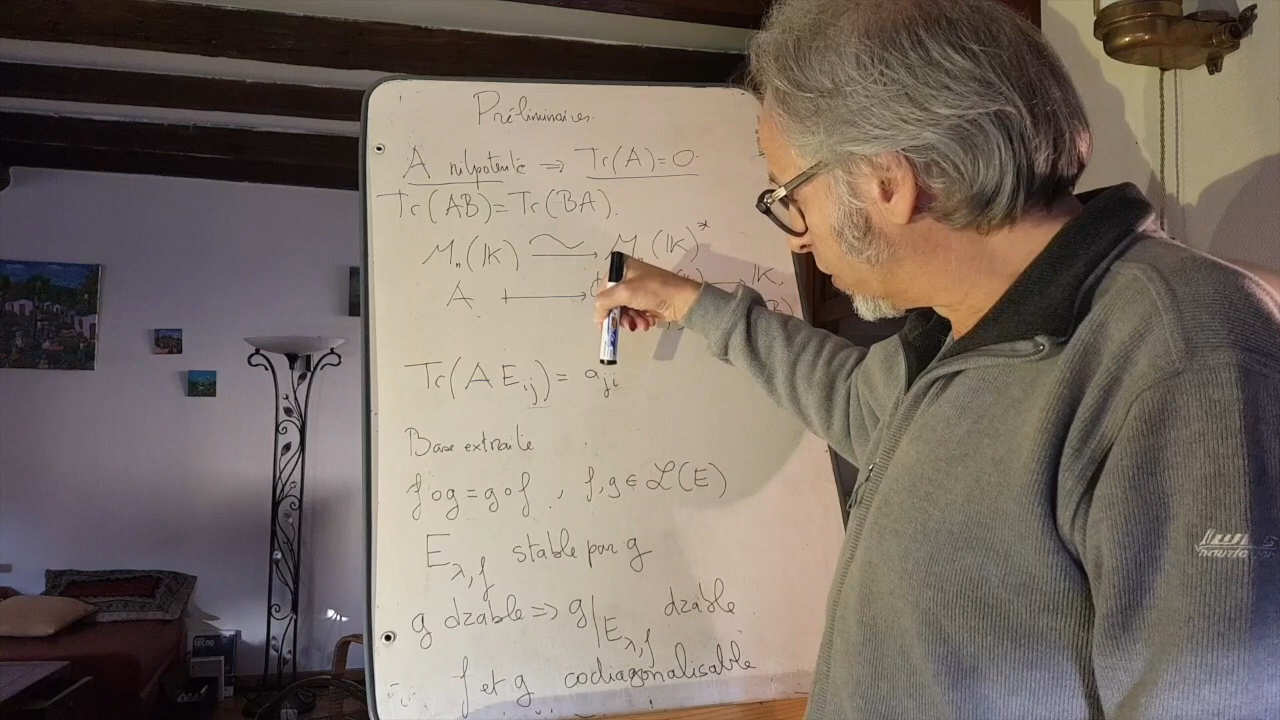 Préliminaires.
A nilpotente ⇒ Tr(A)=0.
Tr(AB)=Tr(BA).
Mₙ(K) ⟶̃ Mₙ(K)*
A ⟼ K,
B)
Tr(A Eᵢⱼ) = aⱼᵢ
Base extraite
f∘g = g∘f , f,g ∈ ℒ(E)
E_λ,f stable par g
g dzable ⇒ g|E_λ,f dzable
f et g codiagonalisable